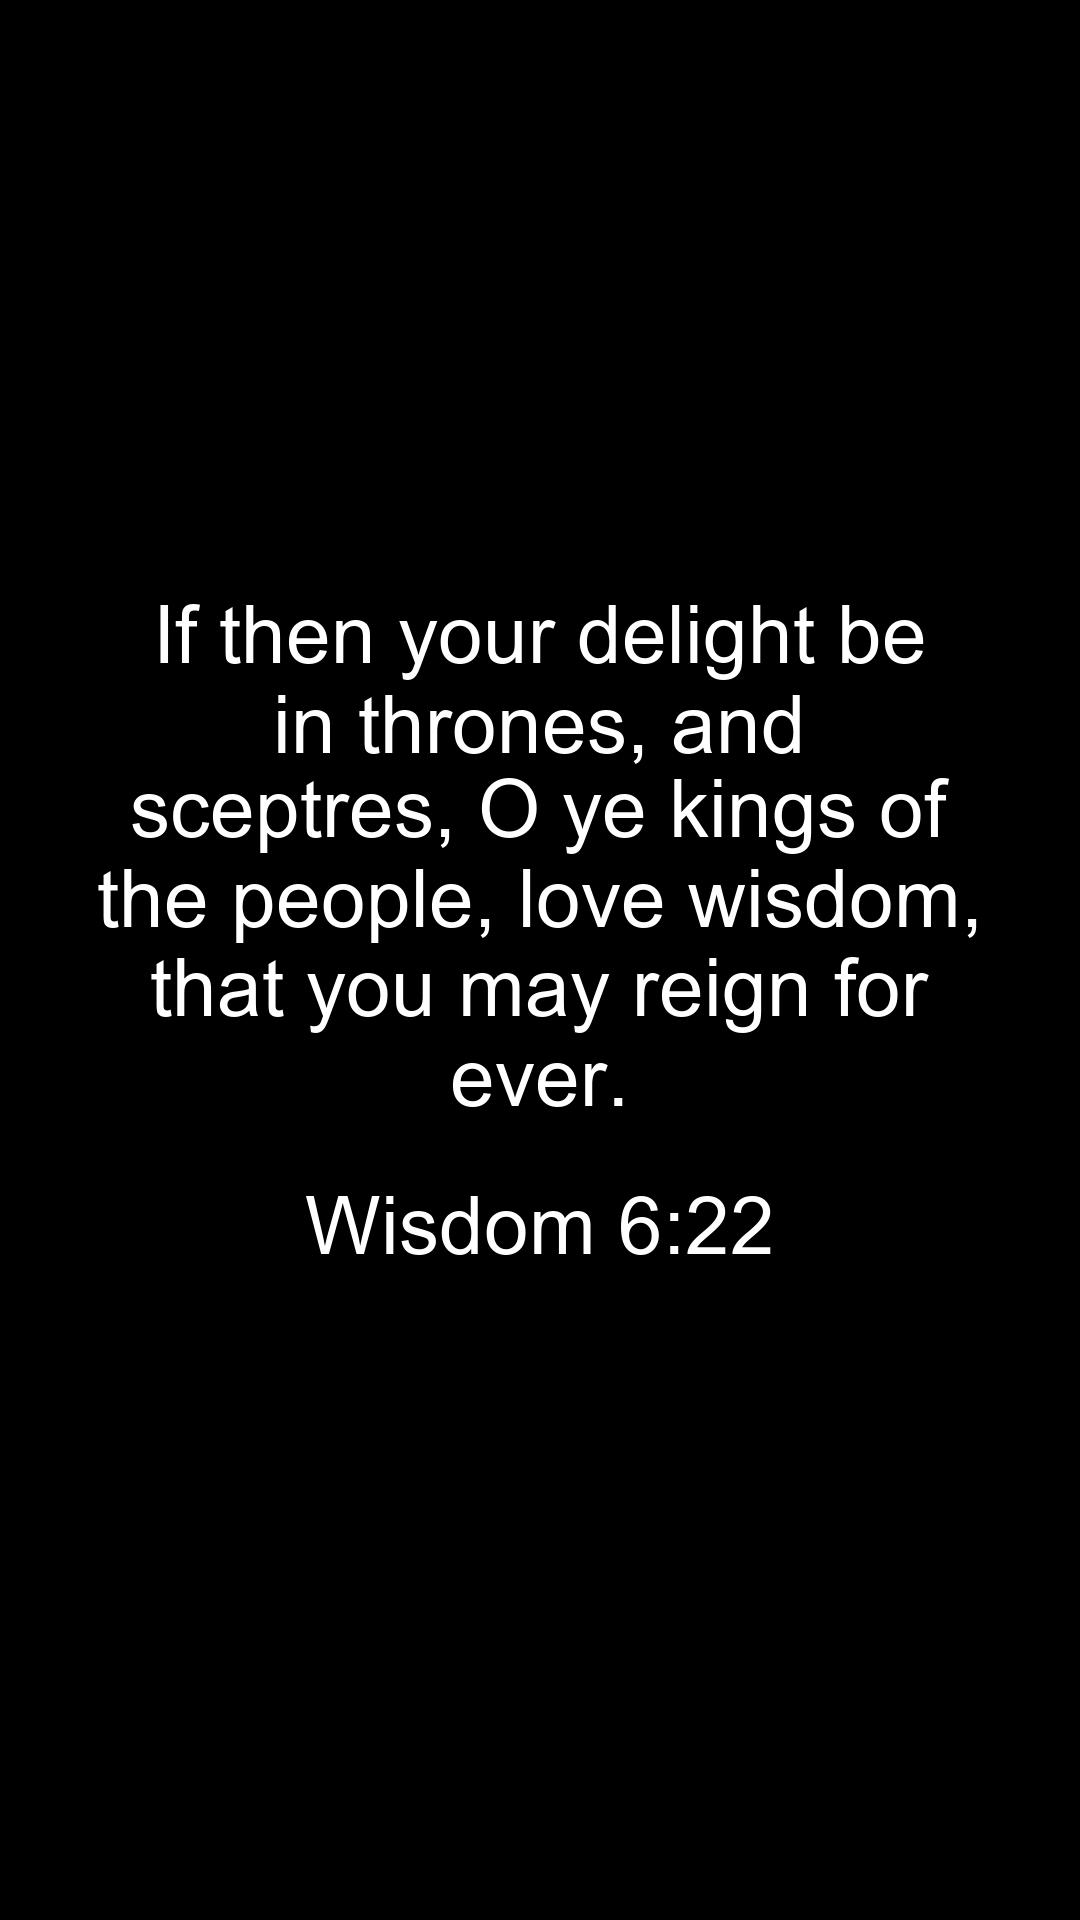 If then your delight be
in thrones, and
sceptres, O ye kings of
the people, love wisdom,
that you may reign for
ever.
Wisdom 6:22